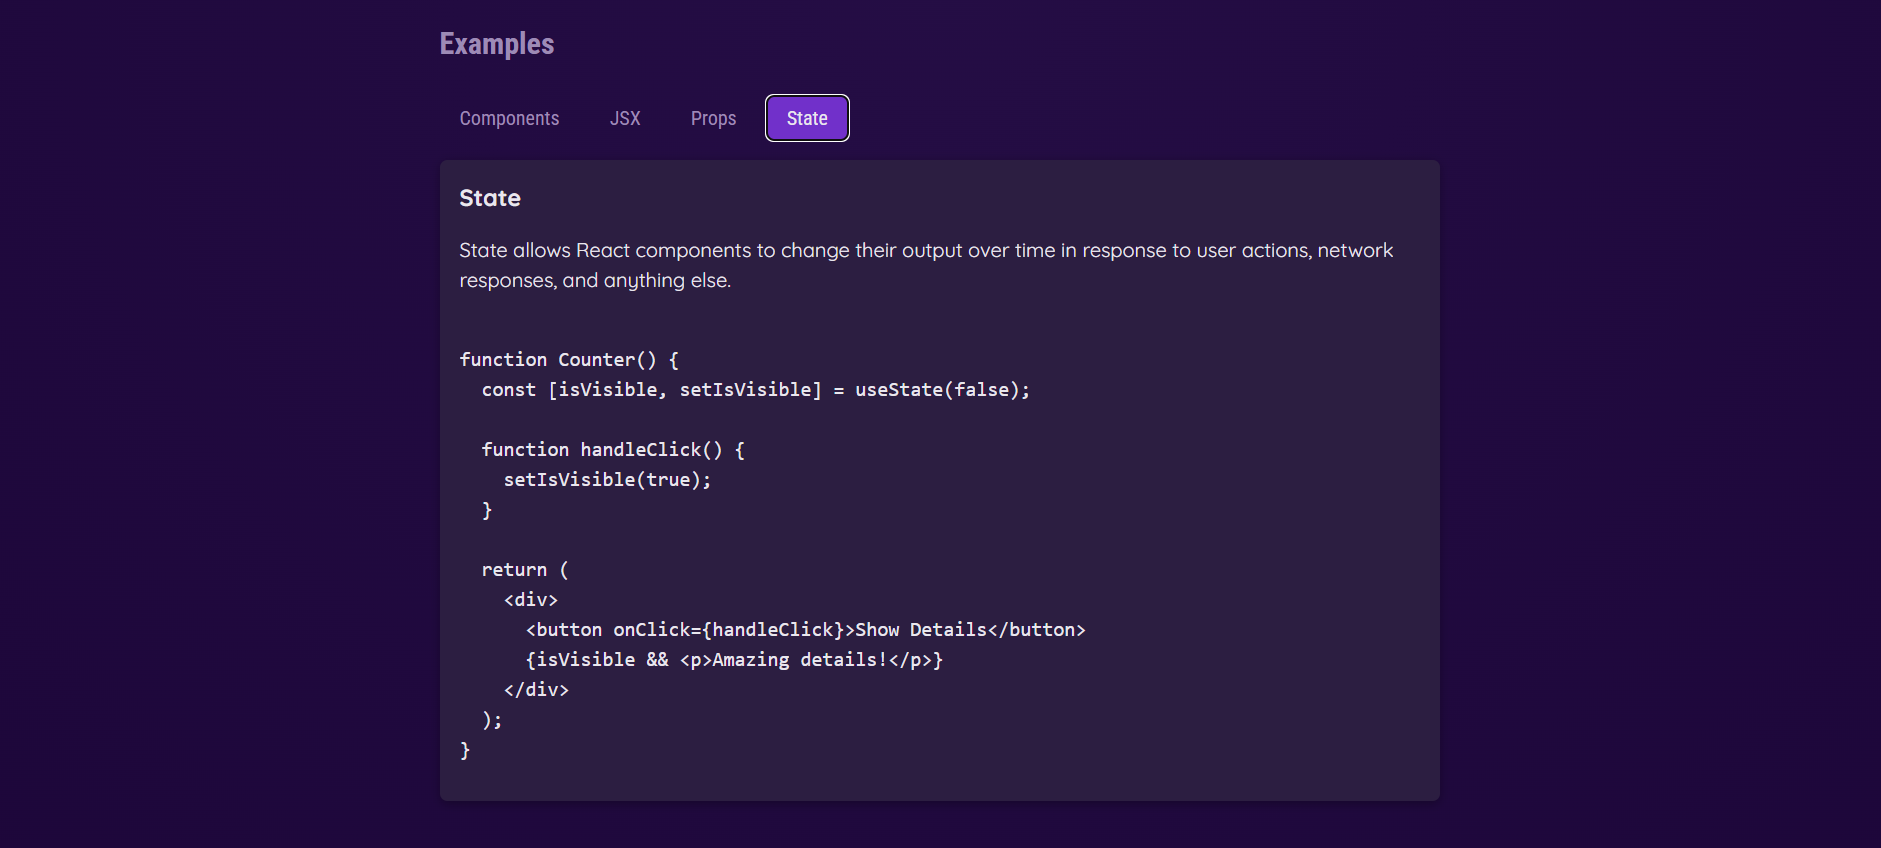 Examples
Components JSX Props State
State
State allows React components to change their output over time in response to user actions, network
responses, and anything else.
function Counter() {
  const [isVisible, setIsVisible] = useState(false);
  function handleClick() {
    setIsVisible(true);
  }
  return (
    <div>
      <button onClick={handleClick}>Show Details</button>
      {isVisible && <p>Amazing details!</p>}
    </div>
  );
}